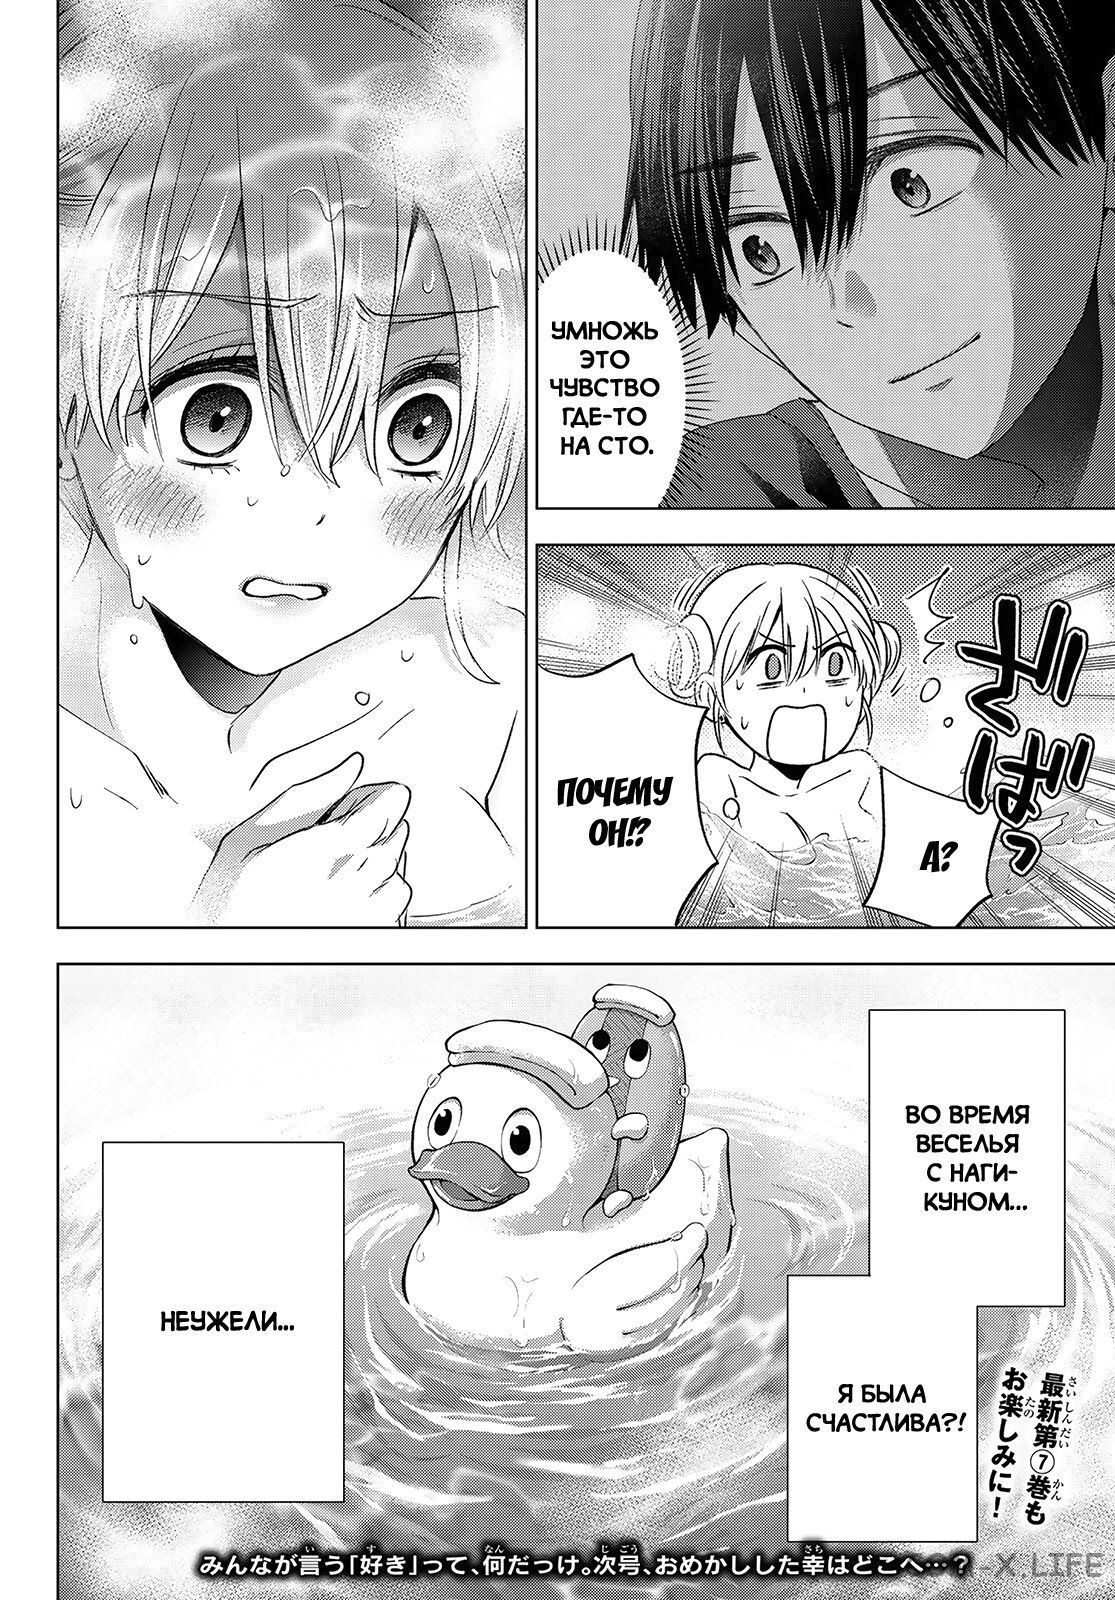 УМНОЖЬ
ЭТО
ЧУВСТВО
ГДЕ-ТО
НА СТО.
ざばっ
А?
ПОЧЕМУ
ОН!?
ВО ВРЕМЯ
ВЕСЕЛЬЯ
С НАГИ-
КУНОМ...
Я БЫЛА
СЧАСТЛИВА?!
НЕУЖЕЛИ...
最新第⑦巻も
お楽しみに!
みんなが言う「好き」って、何だっけ。次号、おめかしした幸はどこへ…?
X.LIFE